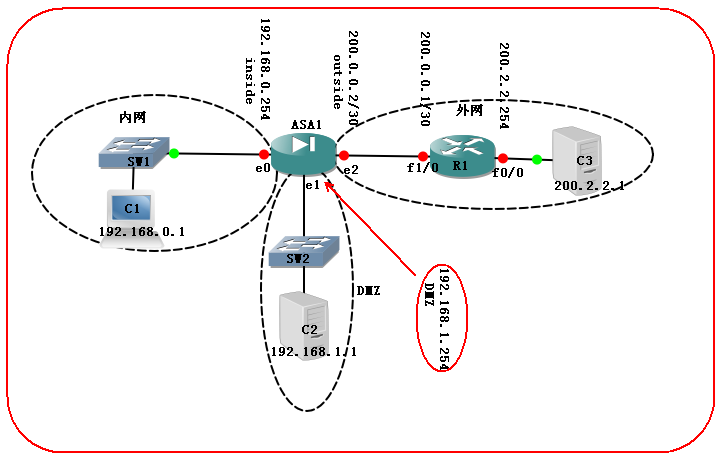 192.168.0.254
inside
200.0.0.2/30
outside
200.0.0.1/30
200.2.2.254
内网
ASA1
外网
SW1
e0
e1
e2
f1/0
R1
f0/0
C3
200.2.2.1
C1
192.168.0.1
SW2
DMZ
C2
192.168.1.1
192.168.1.254
DMZ